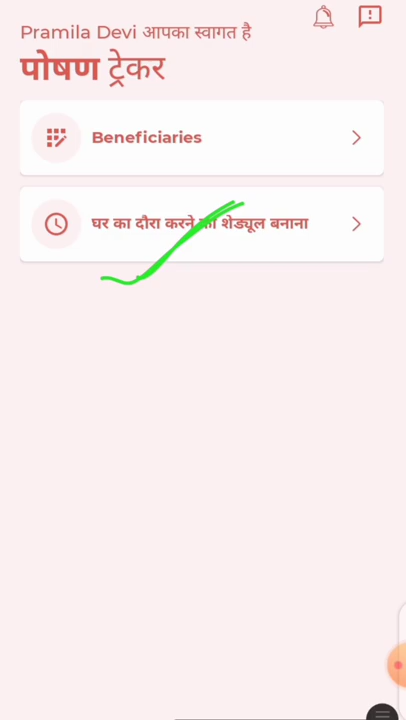 Pramila Devi आपका स्वागत है
पोषण ट्रेकर
Beneficiaries
घर का दौरा करने का शेड्यूल बनाना